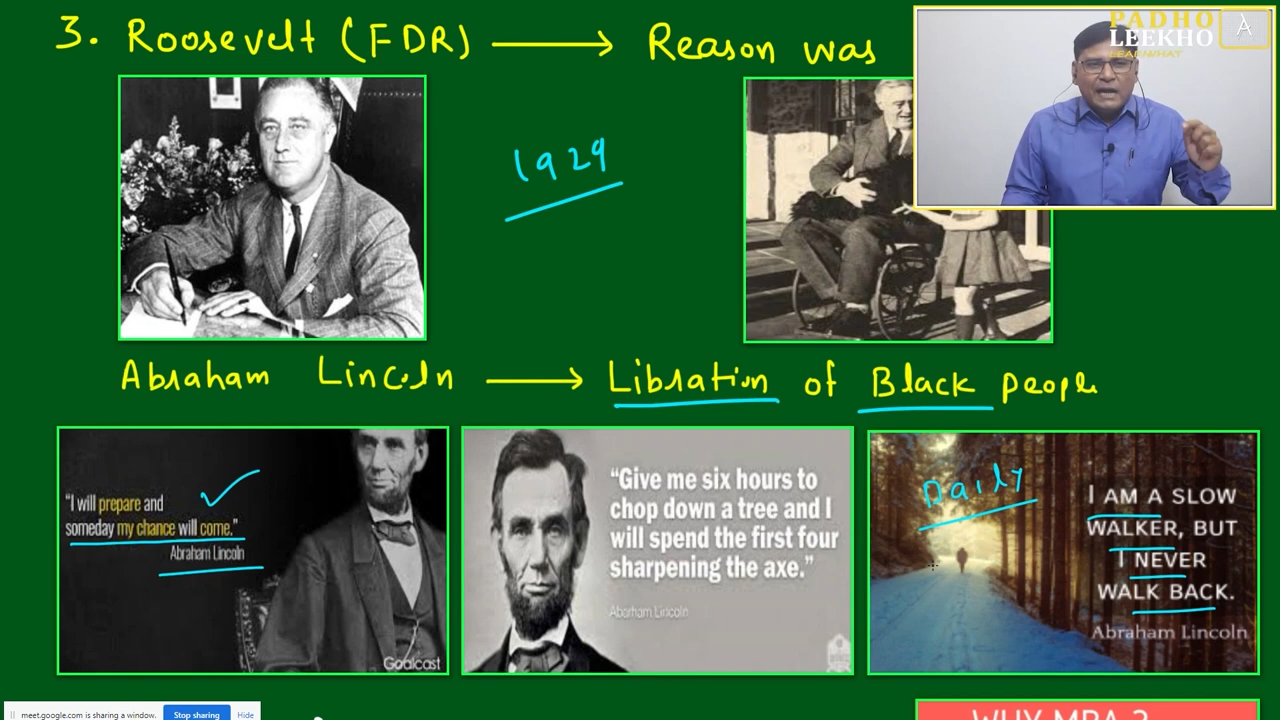 3. Roosevelt (FDR) → Reason was
PADHO
LEEKHO
LEARNHAT
1929
Abraham Lincoln → Libration of Black people
"I will prepare and
someday my chance will come."
Abraham Lincoln
Goalcast
"Give me six hours to
chop down a tree and I
will spend the first four
sharpening the axe."
Abarham Lincoln
Daily
I AM A SLOW
WALKER, BUT
I NEVER
WALK BACK.
Abraham Lincoln
meet.google.com is sharing a window. Stop sharing Hide
WHY MBA ?